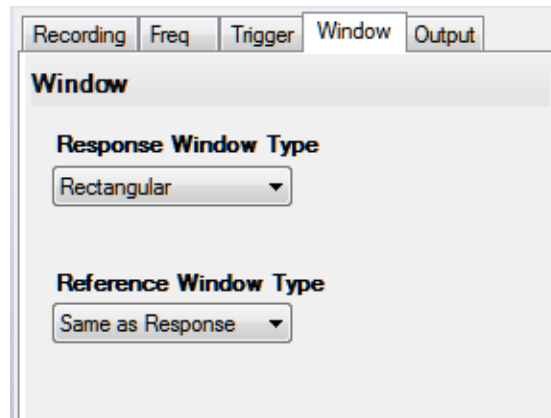 Recording Freq Trigger Window Output
Window
Response Window Type
Rectangular
Reference Window Type
Same as Response